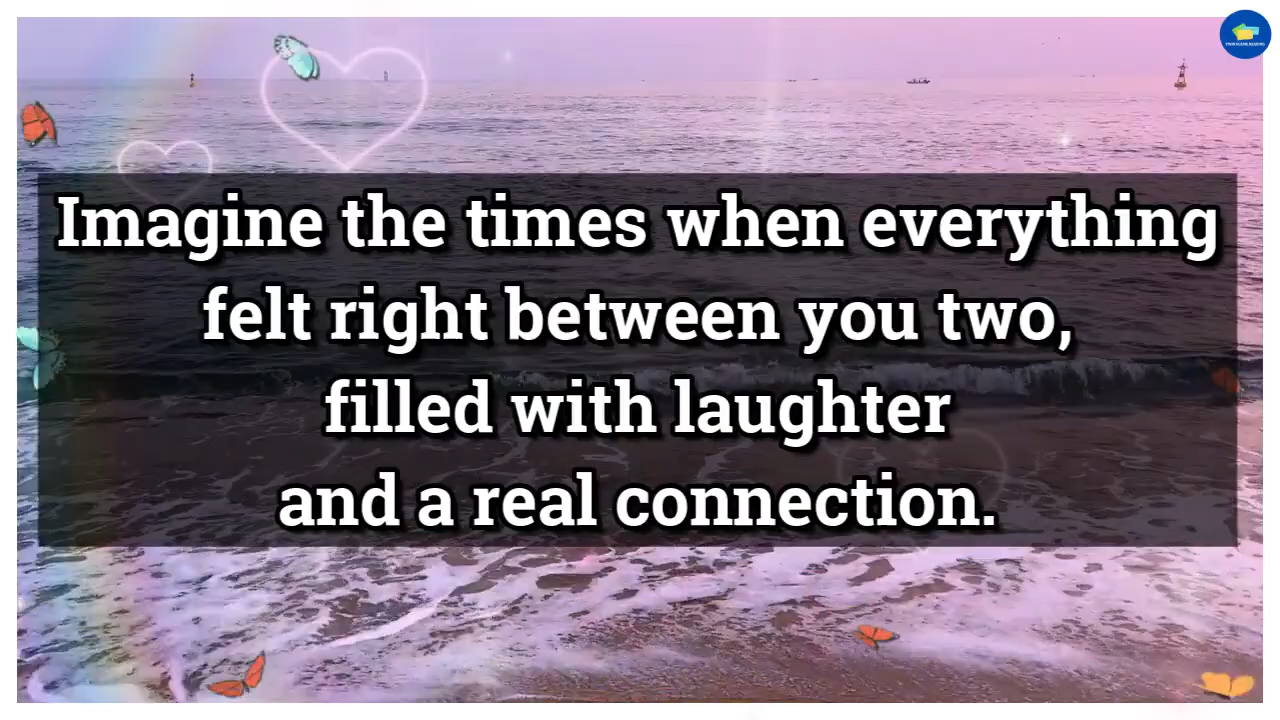 Imagine the times when everything
felt right between you two,
filled with laughter
and a real connection.